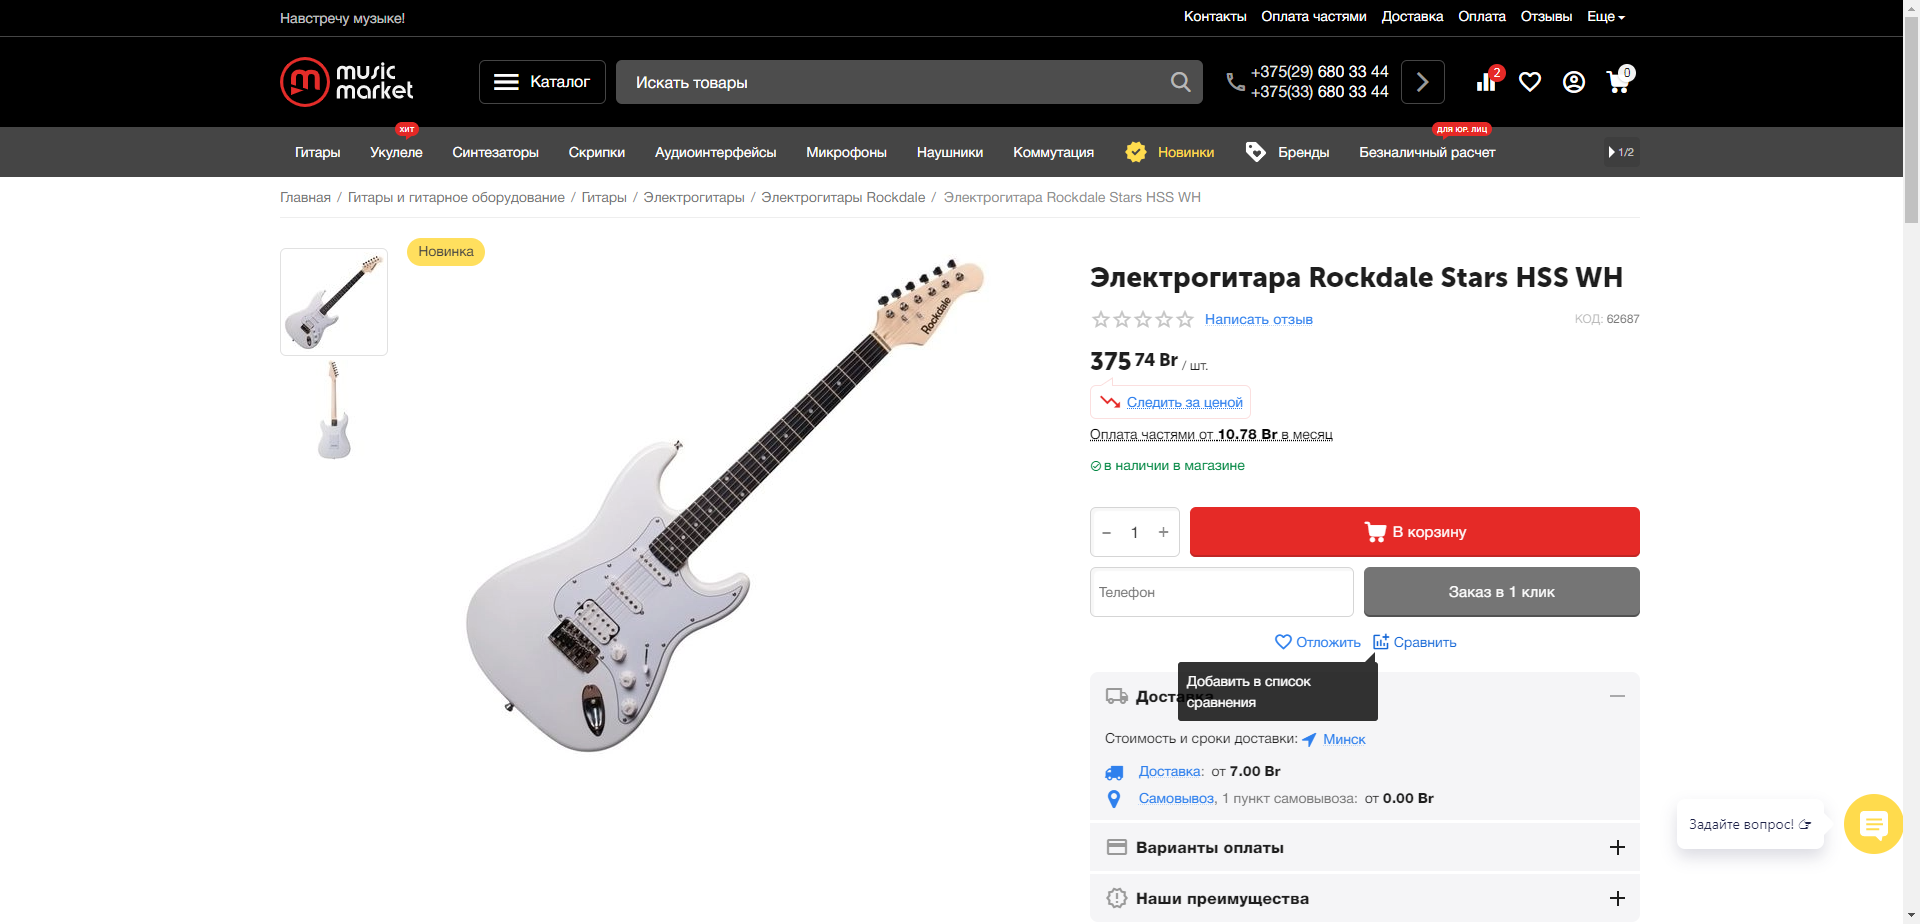 Навстречу музыке!
Контакты Оплата частями Доставка Оплата Отзывы Еще
music market
Каталог
Искать товары
+375(29) 680 33 44
+375(33) 680 33 44
2
0
ХИТ
ДЛЯ ЮР. ЛИЦ
Гитары Укулеле Синтезаторы Скрипки Аудиоинтерфейсы Микрофоны Наушники Коммутация Новинки Бренды Безналичный расчет 1/2
Главная / Гитары и гитарное оборудование / Гитары / Электрогитары / Электрогитары Rockdale / Электрогитара Rockdale Stars HSS WH
Новинка
Rockdale
Электрогитара Rockdale Stars HSS WH
Написать отзыв
КОД: 62687
375 74 Br / шт.
Следить за ценой
Оплата частями от 10.78 Br в месяц
в наличии в магазине
– 1 +
В корзину
Телефон
Заказ в 1 клик
Отложить Сравнить
Добавить в список сравнения
Доставка
Стоимость и сроки доставки: Минск
Доставка: от 7.00 Br
Самовывоз, 1 пункт самовывоза: от 0.00 Br
Варианты оплаты
Наши преимущества
Задайте вопрос!